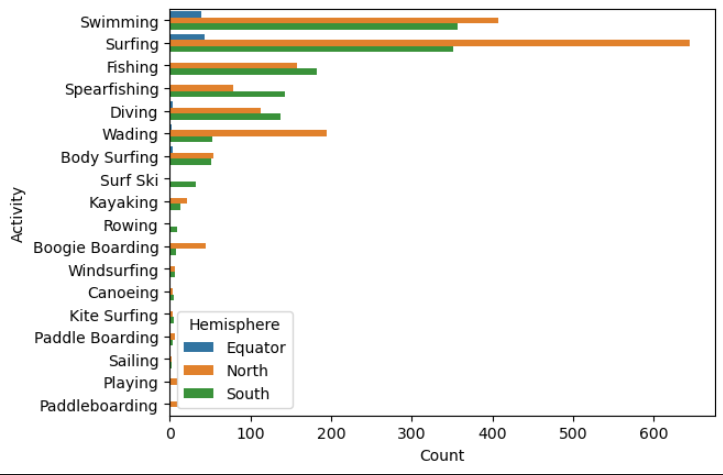 Swimming
Surfing
Fishing
Spearfishing
Diving
Wading
Body Surfing
Surf Ski
Kayaking
Rowing
Boogie Boarding
Windsurfing
Canoeing
Kite Surfing
Paddle Boarding
Sailing
Playing
Paddleboarding
Activity
Hemisphere
Equator
North
South
0 100 200 300 400 500 600
Count